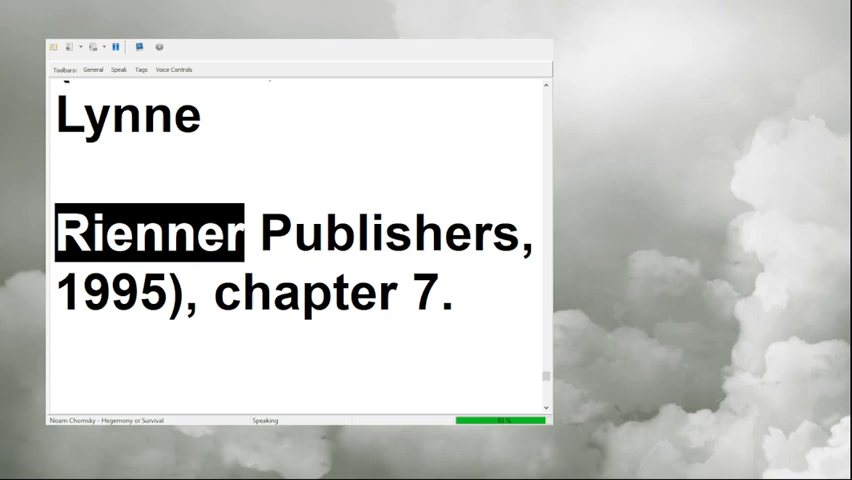 Toolbars: General Speak Tags Voice Controls
Lynne
Rienner Publishers,
1995), chapter 7.
Noam Chomsky - Hegemony or Survival Speaking